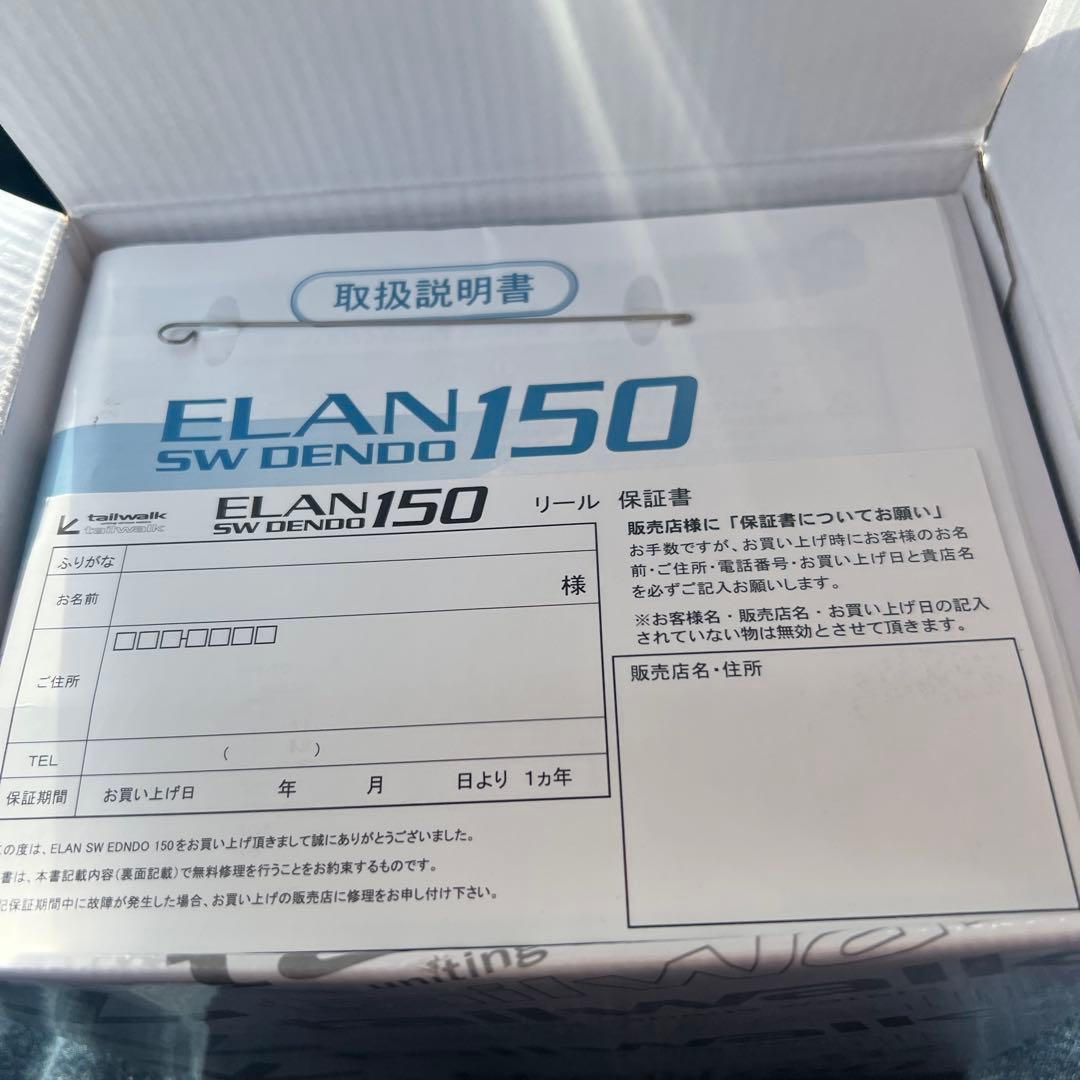 取扱説明書
ELAN 150
SW DENDO
tailwalk
tailwalk
ELAN 150
SW DENDO
リール 保証書
ふりがな
お名前
様
ご住所
□□□-□□□□
TEL
( )
保証期間
お買い上げ日 年 月 日より 1ヵ年
販売店様に「保証書についてお願い」
お手数ですが、お買い上げ時にお客様のお名
前・ご住所・電話番号・お買い上げ日と貴店名
を必ずご記入お願いします。
※お客様名・販売店名・お買い上げ日の記入
されていない物は無効とさせて頂きます。
販売店名・住所
の度は、ELAN SW EDNDO 150をお買い上げ頂きまして誠にありがとうございました。
書は、本書記載内容(裏面記載)で無料修理を行うことをお約束するものです。
記保証期間中に故障が発生した場合、お買い上げの販売店に修理をお申し付け下さい。
uniting